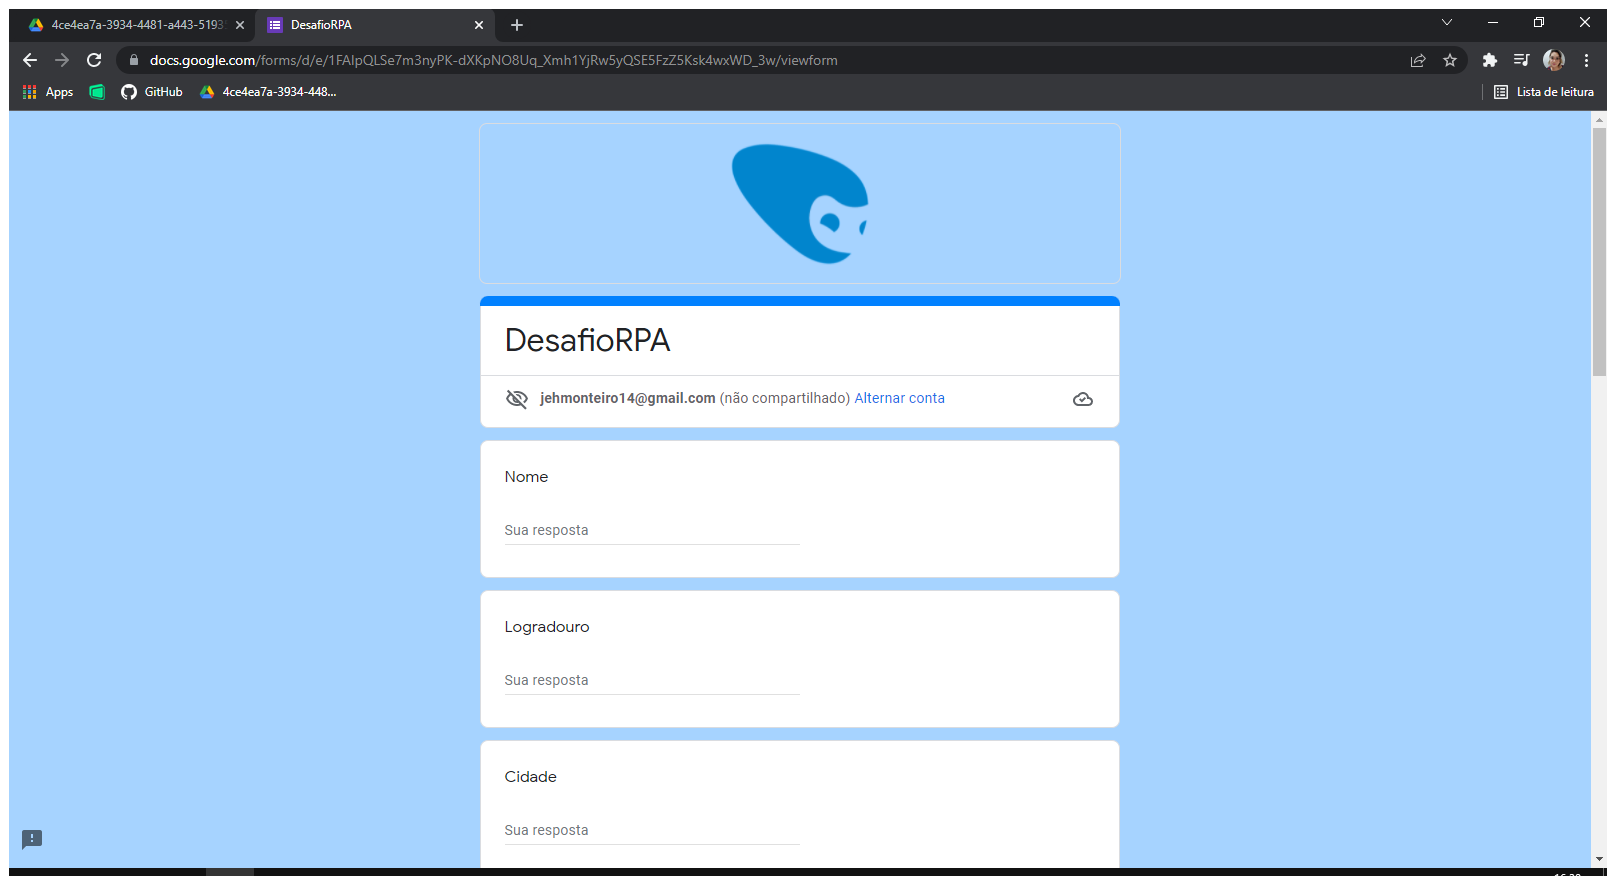 4ce4ea7a-3934-4481-a443-5193
DesafioRPA
docs.google.com/forms/d/e/1FAIpQLSe7m3nyPK-dXKpNO8Uq_Xmh1YjRw5yQSE5FzZ5Ksk4wxWD_3w/viewform
Apps
GitHub
4ce4ea7a-3934-448...
Lista de leitura
DesafioRPA
jehmonteiro14@gmail.com (não compartilhado) Alternar conta
Nome
Sua resposta
Logradouro
Sua resposta
Cidade
Sua resposta